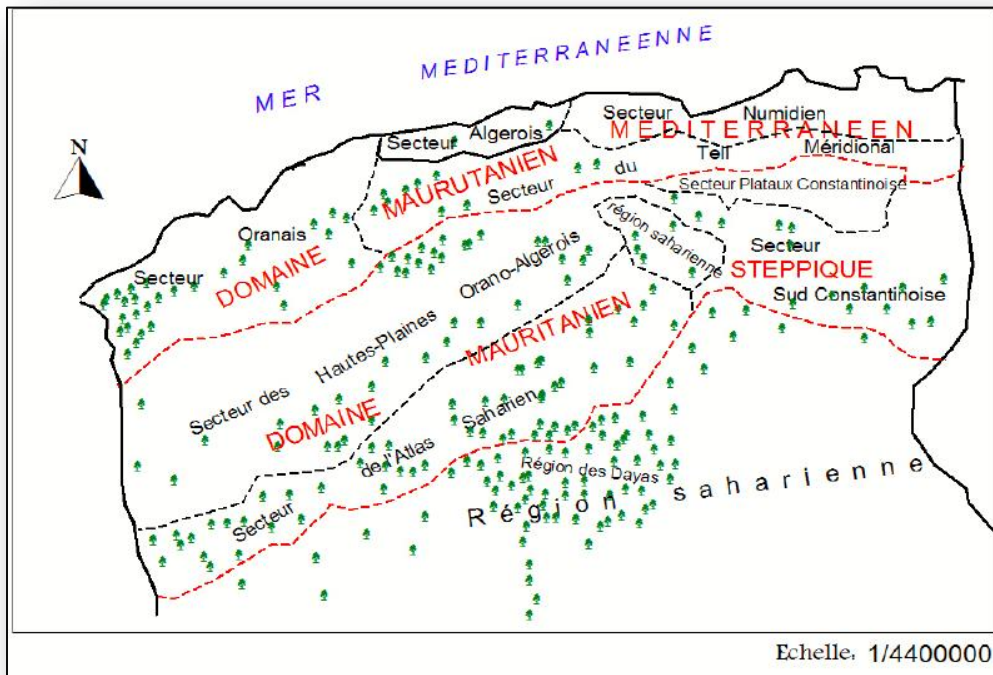 MER MEDITERRANEENNE
N
Secteur Algerois
Secteur Numidien
MEDITERRANEEN
DOMAINE MAURUTANIEN
Secteur du Tell Méridional
Secteur Plataux Constantinoise
Secteur Oranais
région saharienne
Secteur
STEPPIQUE
Sud Constantinoise
Secteur des Hautes-Plaines Orano-Algerois
DOMAINE MAURITANIEN
Secteur de l'Atlas Saharien
Région des Dayas
Région saharienne
Echelle: 1/4400000